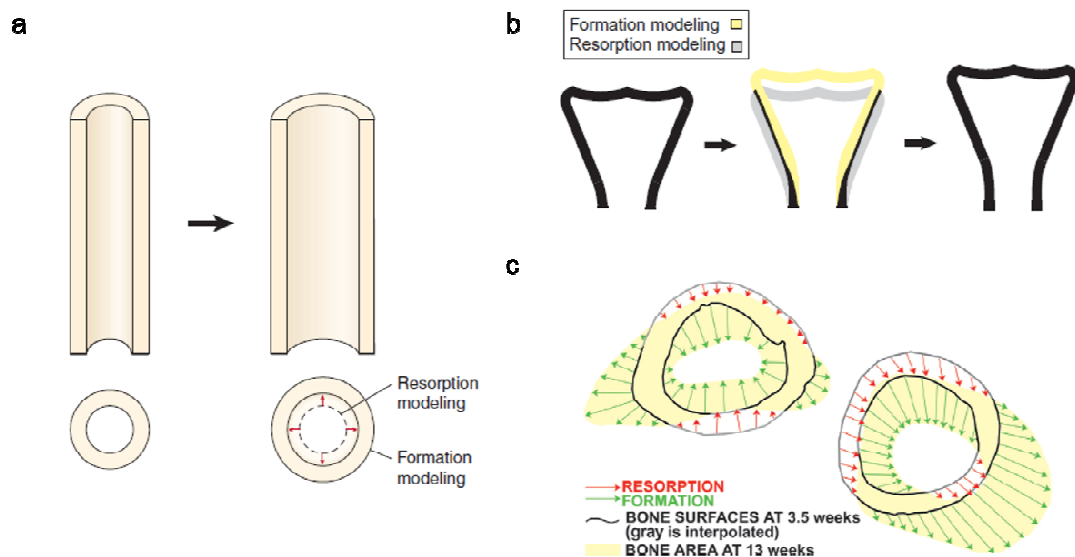 a
Resorption
modeling
Formation
modeling
b
Formation modeling
Resorption modeling
c
RESORPTION
FORMATION
BONE SURFACES AT 3.5 weeks
(gray is interpolated)
BONE AREA AT 13 weeks